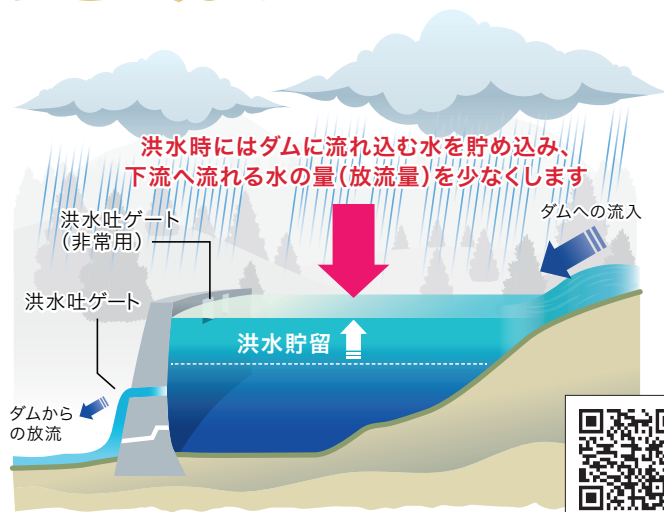 洪水時にはダムに流れ込む水を貯め込み、
下流へ流れる水の量(放流量)を少なくします
ダムへの流入
洪水吐ゲート
(非常用)
洪水吐ゲート
洪水貯留
ダムから
の放流